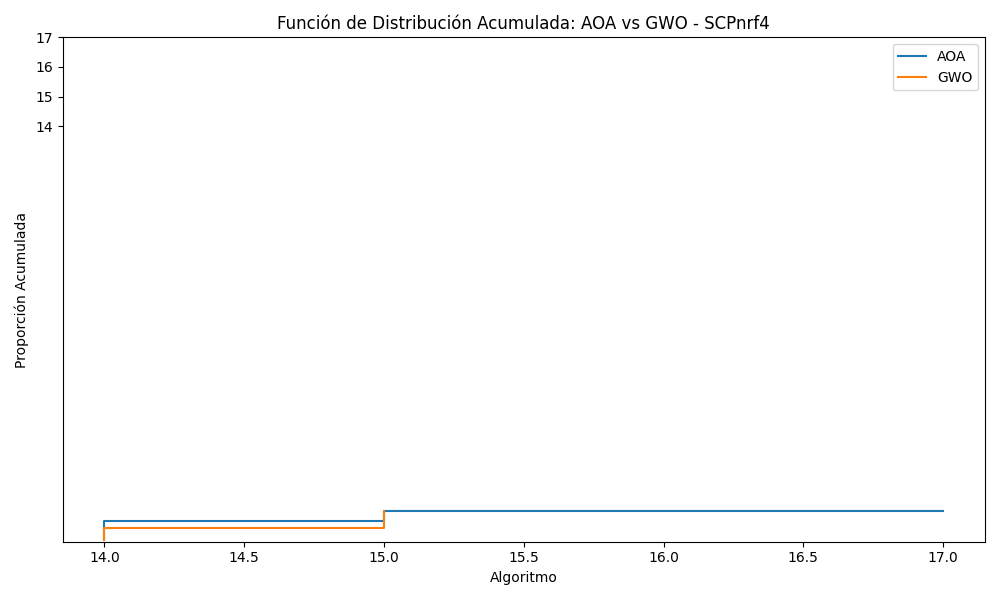 Función de Distribución Acumulada: AOA vs GWO - SCPnrf4
17
16
15
14
Proporción Acumulada
AOA
GWO
14.0 14.5 15.0 15.5 16.0 16.5 17.0
Algoritmo